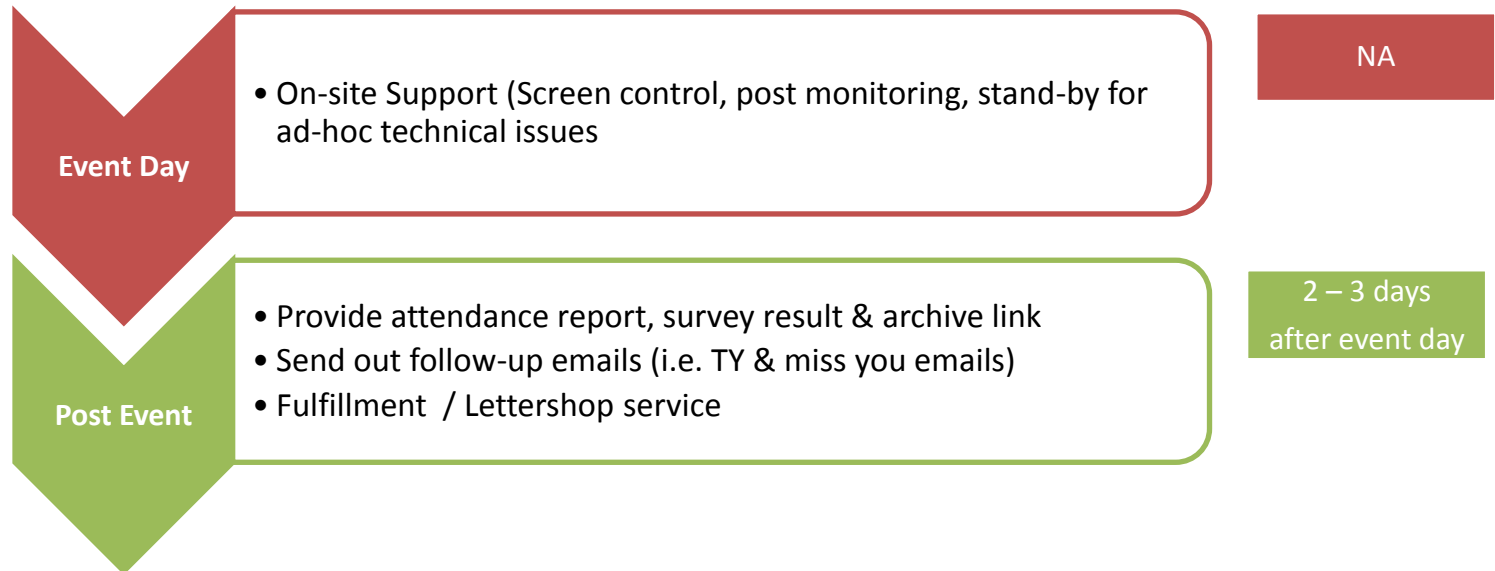 Event Day
• On-site Support (Screen control, post monitoring, stand-by for
ad-hoc technical issues
NA
Post Event
• Provide attendance report, survey result & archive link
• Send out follow-up emails (i.e. TY & miss you emails)
• Fulfillment / Lettershop service
2 – 3 days
after event day